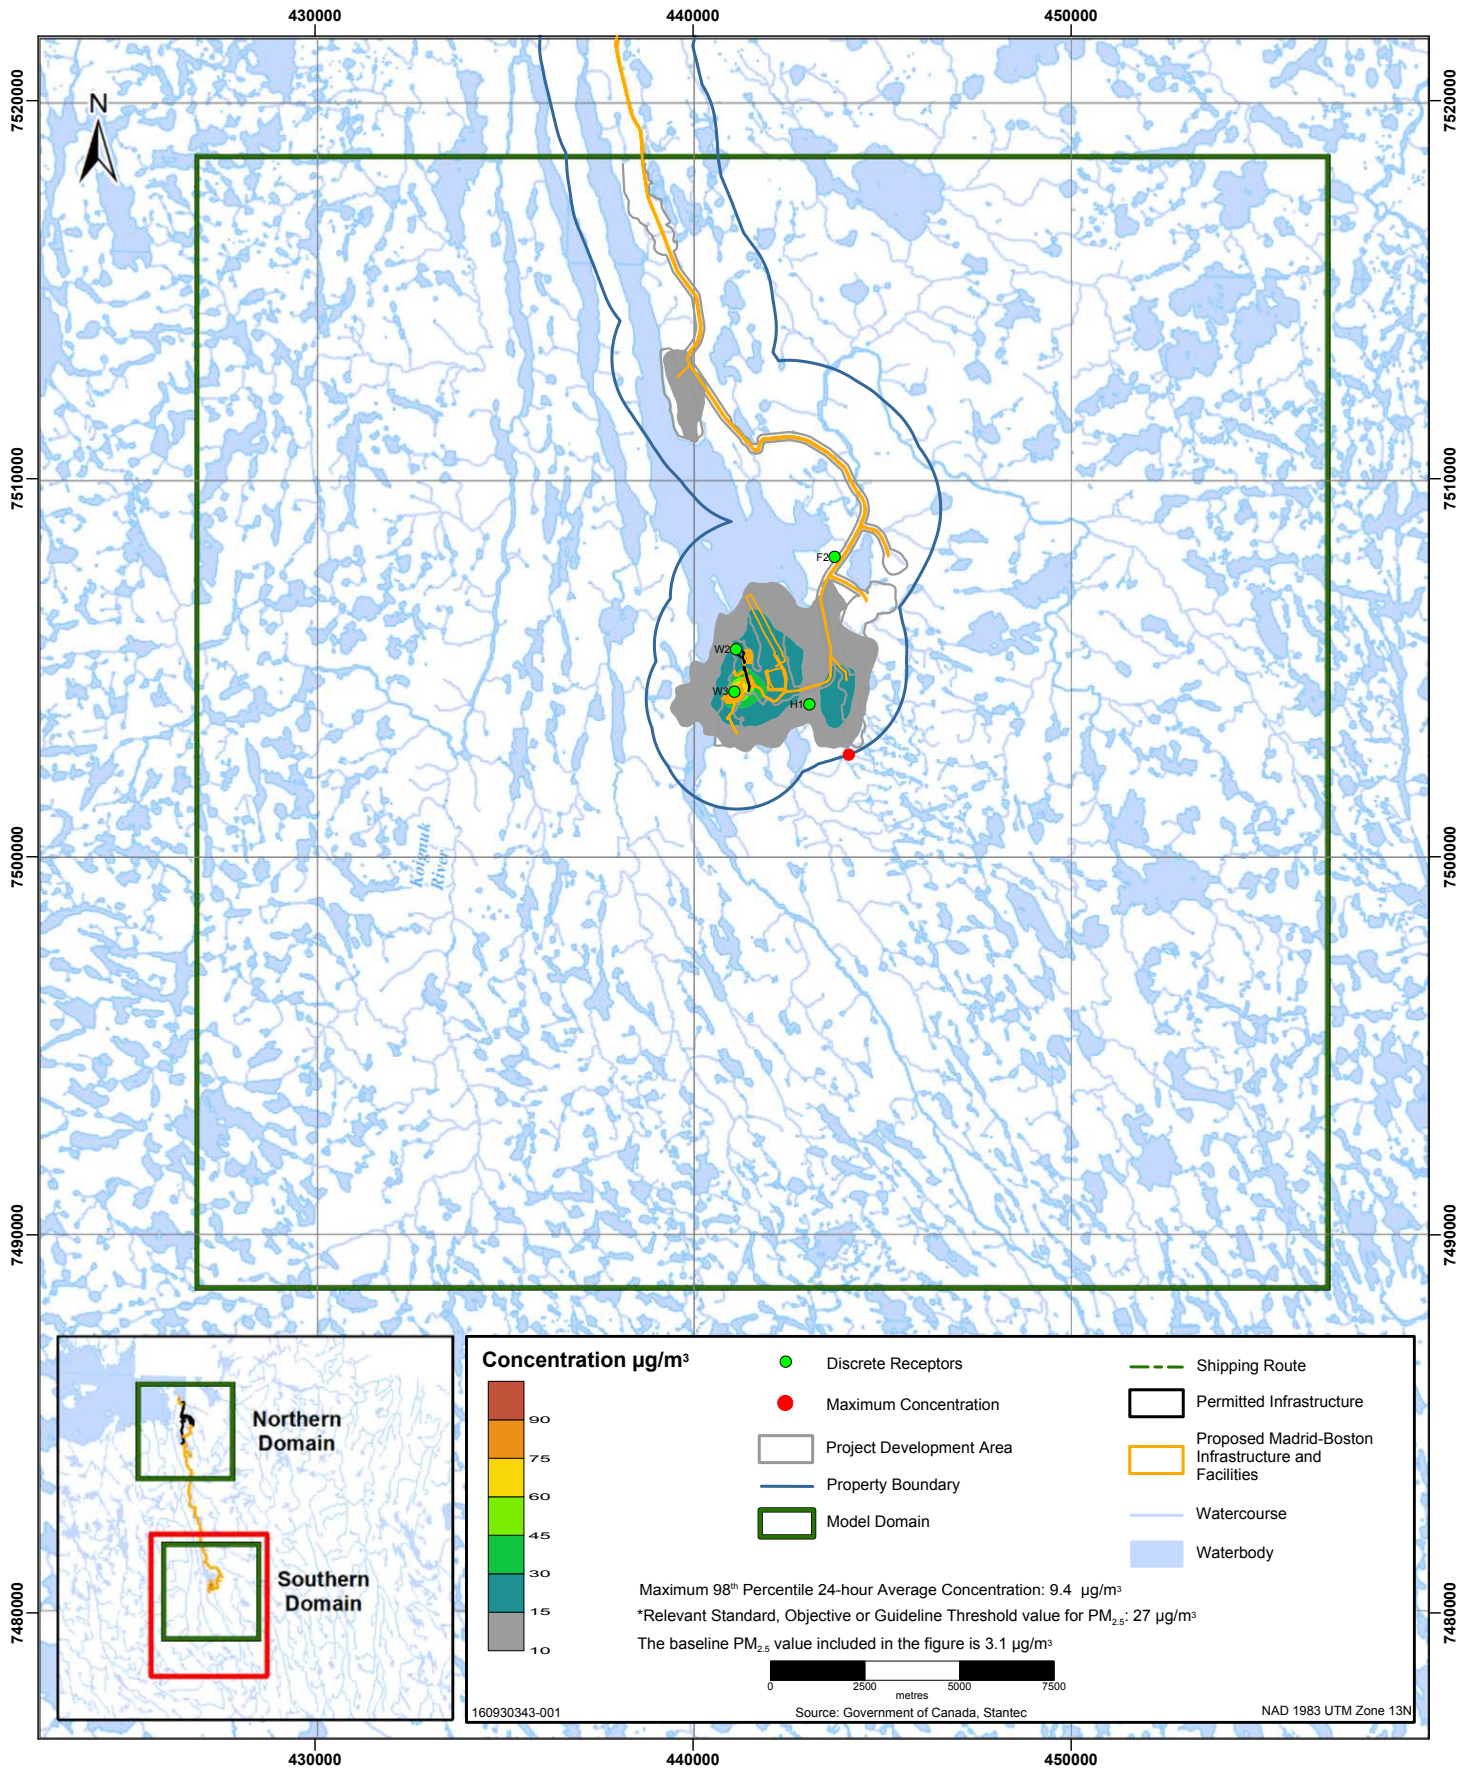 430000
440000
450000
7520000
7520000
N
7510000
7510000
F2
W2
W3
H1
7500000
7500000
Koignuk
River
7490000
7490000
Northern
Domain
Southern
Domain
Concentration µg/m³
90
75
60
45
30
15
10
Discrete Receptors
Maximum Concentration
Project Development Area
Property Boundary
Model Domain
Shipping Route
Permitted Infrastructure
Proposed Madrid-Boston
Infrastructure and
Facilities
Watercourse
Waterbody
Maximum 98th Percentile 24-hour Average Concentration: 9.4 µg/m³
*Relevant Standard, Objective or Guideline Threshold value for PM2.5: 27 µg/m³
The baseline PM2.5 value included in the figure is 3.1 µg/m³
0 2500 5000 7500
metres
160930343-001
Source: Government of Canada, Stantec
NAD 1983 UTM Zone 13N
7480000
7480000
430000
440000
450000